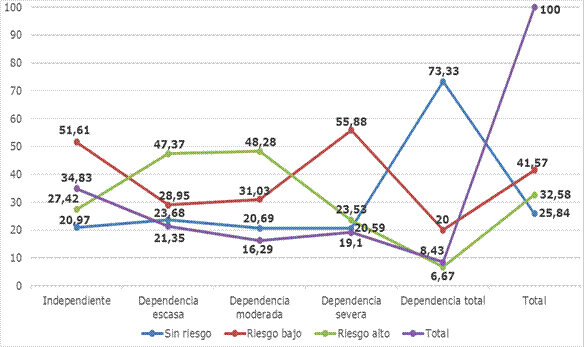 100
90
80
70
60
50
40
30
20
10
0
100
73,33
55,88
51,61
47,37
48,28
41,57
34,83
27,42
20,97
28,95
23,68
21,35
31,03
20,69
16,29
23,53
20,59
19,1
20
8,43
6,67
32,58
25,84
Independiente
Dependencia
escasa
Dependencia
moderada
Dependencia
severa
Dependencia total
Total
Sin riesgo
Riesgo bajo
Riesgo alto
Total